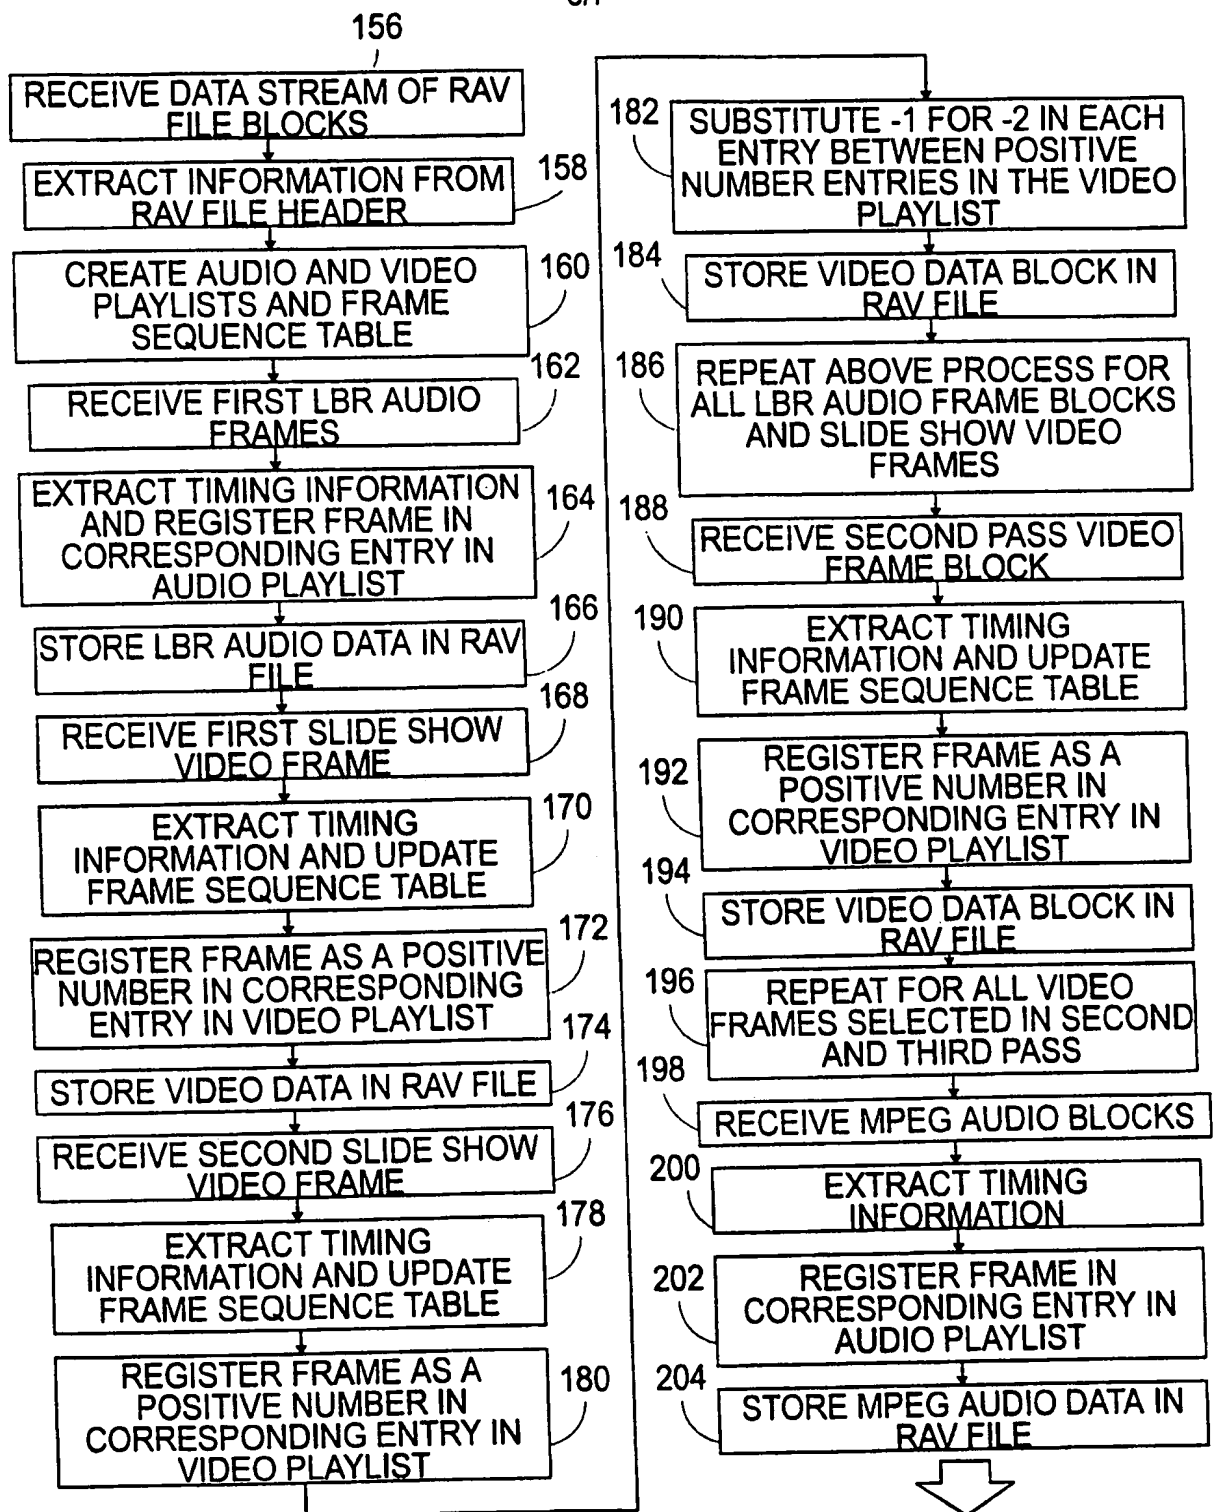 156
RECEIVE DATA STREAM OF RAV
FILE BLOCKS
EXTRACT INFORMATION FROM
RAV FILE HEADER
158
CREATE AUDIO AND VIDEO
PLAYLISTS AND FRAME
SEQUENCE TABLE
160
RECEIVE FIRST LBR AUDIO
FRAMES
162
EXTRACT TIMING INFORMATION
AND REGISTER FRAME IN
CORRESPONDING ENTRY IN
AUDIO PLAYLIST
164
STORE LBR AUDIO DATA IN RAV
FILE
166
RECEIVE FIRST SLIDE SHOW
VIDEO FRAME
168
EXTRACT TIMING
INFORMATION AND UPDATE
FRAME SEQUENCE TABLE
170
REGISTER FRAME AS A POSITIVE
NUMBER IN CORRESPONDING
ENTRY IN VIDEO PLAYLIST
172
STORE VIDEO DATA IN RAV FILE
174
RECEIVE SECOND SLIDE SHOW
VIDEO FRAME
176
EXTRACT TIMING
INFORMATION AND UPDATE
FRAME SEQUENCE TABLE
178
REGISTER FRAME AS A
POSITIVE NUMBER IN
CORRESPONDING ENTRY IN
VIDEO PLAYLIST
180
182
SUBSTITUTE -1 FOR -2 IN EACH
ENTRY BETWEEN POSITIVE
NUMBER ENTRIES IN THE VIDEO
PLAYLIST
184
STORE VIDEO DATA BLOCK IN
RAV FILE
186
REPEAT ABOVE PROCESS FOR
ALL LBR AUDIO FRAME BLOCKS
AND SLIDE SHOW VIDEO
FRAMES
188
RECEIVE SECOND PASS VIDEO
FRAME BLOCK
190
EXTRACT TIMING
INFORMATION AND UPDATE
FRAME SEQUENCE TABLE
192
REGISTER FRAME AS A
POSITIVE NUMBER IN
CORRESPONDING ENTRY IN
VIDEO PLAYLIST
194
STORE VIDEO DATA BLOCK IN
RAV FILE
196
REPEAT FOR ALL VIDEO
FRAMES SELECTED IN SECOND
AND THIRD PASS
198
RECEIVE MPEG AUDIO BLOCKS
200
EXTRACT TIMING
INFORMATION
202
REGISTER FRAME IN
CORRESPONDING ENTRY IN
AUDIO PLAYLIST
204
STORE MPEG AUDIO DATA IN
RAV FILE